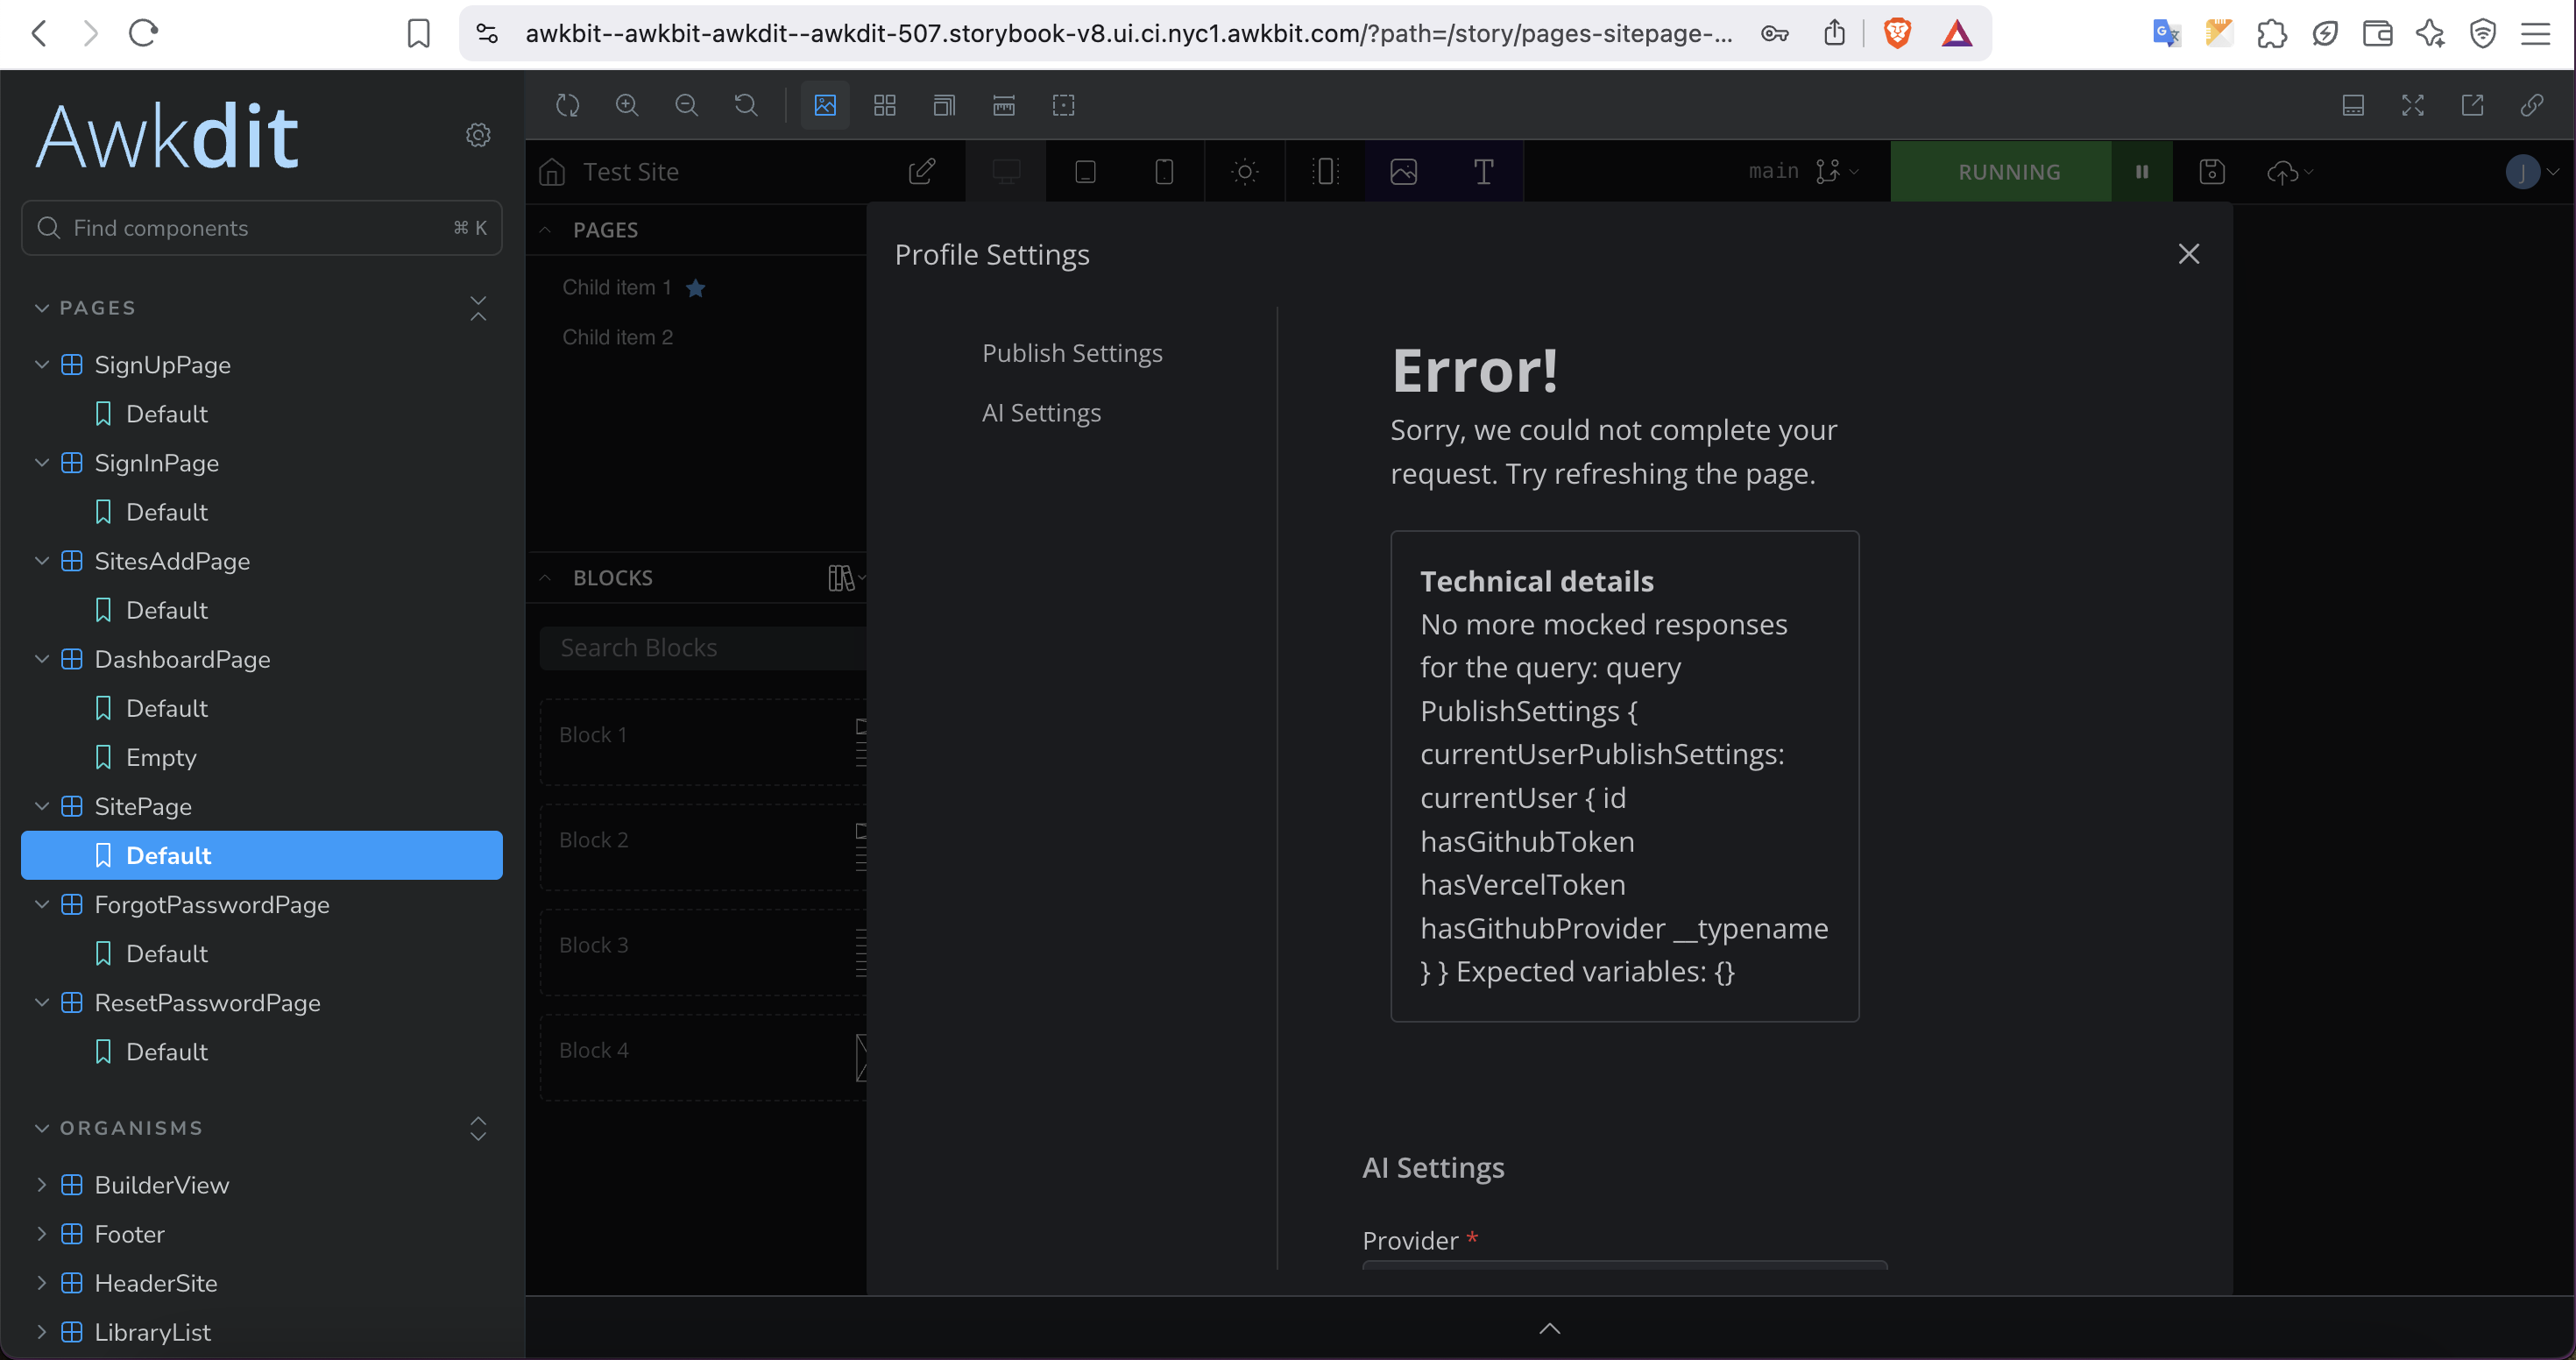 awkbit--awkbit-awkdit--awkdit-507.storybook-v8.ui.ci.nyc1.awkbit.com/?path=/story/pages-sitepage-...
Awkdit
Find components
⌘ K
PAGES
SignUpPage
Default
SignInPage
Default
SitesAddPage
Default
DashboardPage
Default
Empty
SitePage
Default
ForgotPasswordPage
Default
ResetPasswordPage
Default
ORGANISMS
BuilderView
Footer
HeaderSite
LibraryList
Test Site
T
main
RUNNING
J
PAGES
Child item 1
Child item 2
BLOCKS
Search Blocks
Block 1
Block 2
Block 3
Block 4
Profile Settings
Publish Settings
AI Settings
Error!
Sorry, we could not complete your
request. Try refreshing the page.
Technical details
No more mocked responses
for the query: query
PublishSettings {
currentUserPublishSettings:
currentUser { id
hasGithubToken
hasVercelToken
hasGithubProvider __typename
} } Expected variables: {}
AI Settings
Provider *